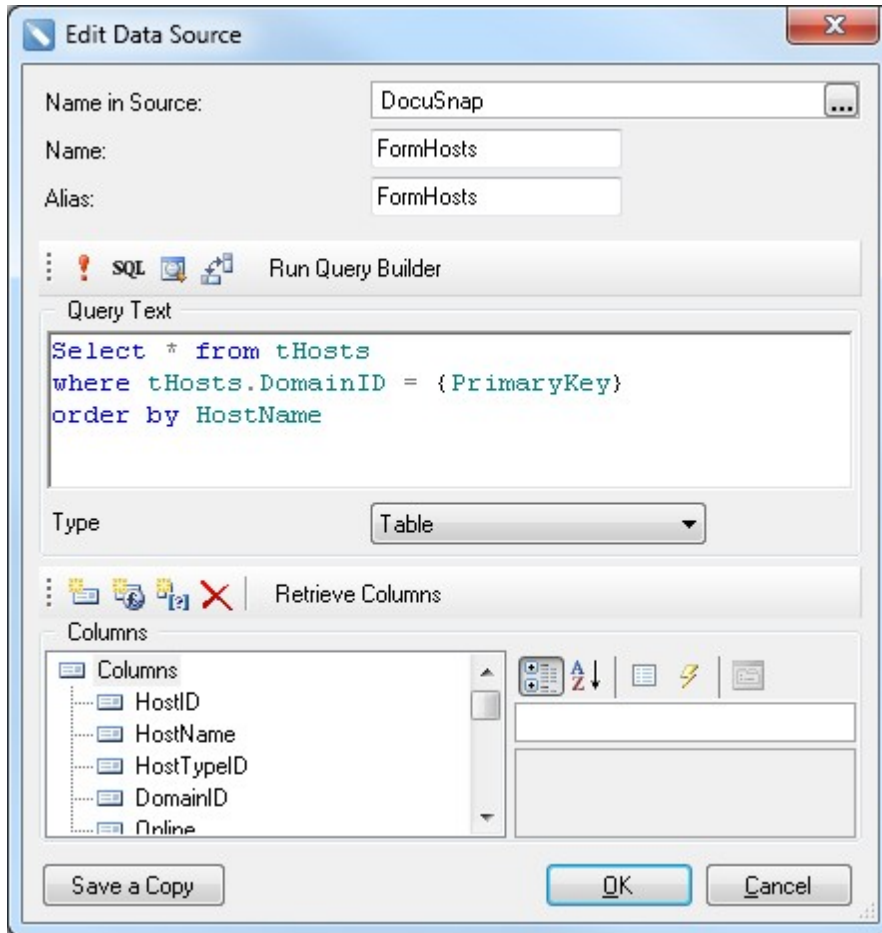 Edit Data Source
Name in Source: DocuSnap ...
Name: FormHosts
Alias: FormHosts
SQL Run Query Builder
Query Text
Select * from tHosts
where tHosts.DomainID = {PrimaryKey}
order by HostName
Type Table
[?] Retrieve Columns
Columns
Columns
HostID
HostName
HostTypeID
DomainID
Online
A
Z
Save a Copy OK Cancel